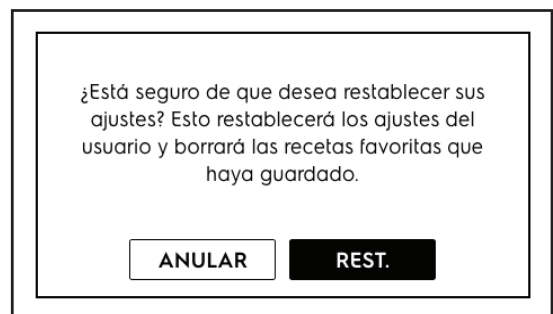 ¿Está seguro de que desea restablecer sus
ajustes? Esto restablecerá los ajustes del
usuario y borrará las recetas favoritas que
haya guardado.
ANULAR REST.